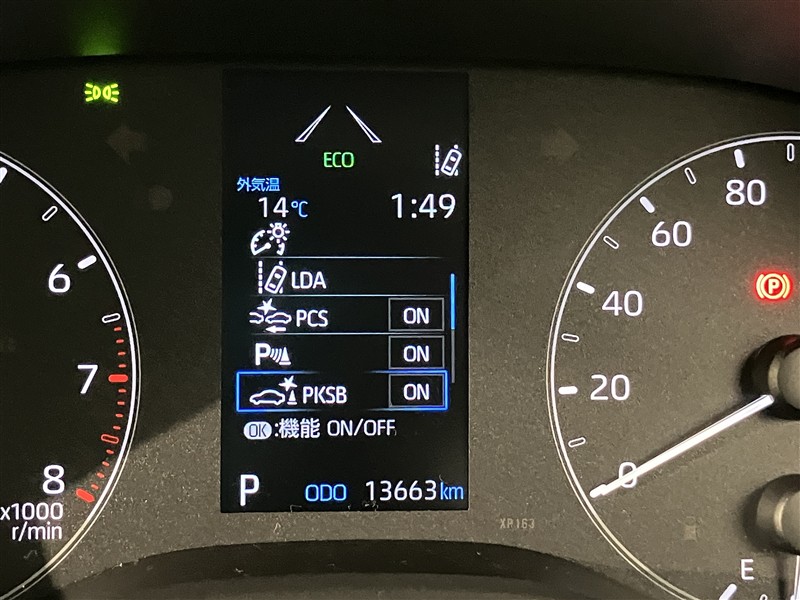 ECO
外気温
14℃ 1:49
LDA
PCS ON
P ON
PKSB ON
OK:機能 ON/OFF
P ODO 13663km
6
7
8
x1000
r/min
80
60
40
20
0
(P)
XP163
E